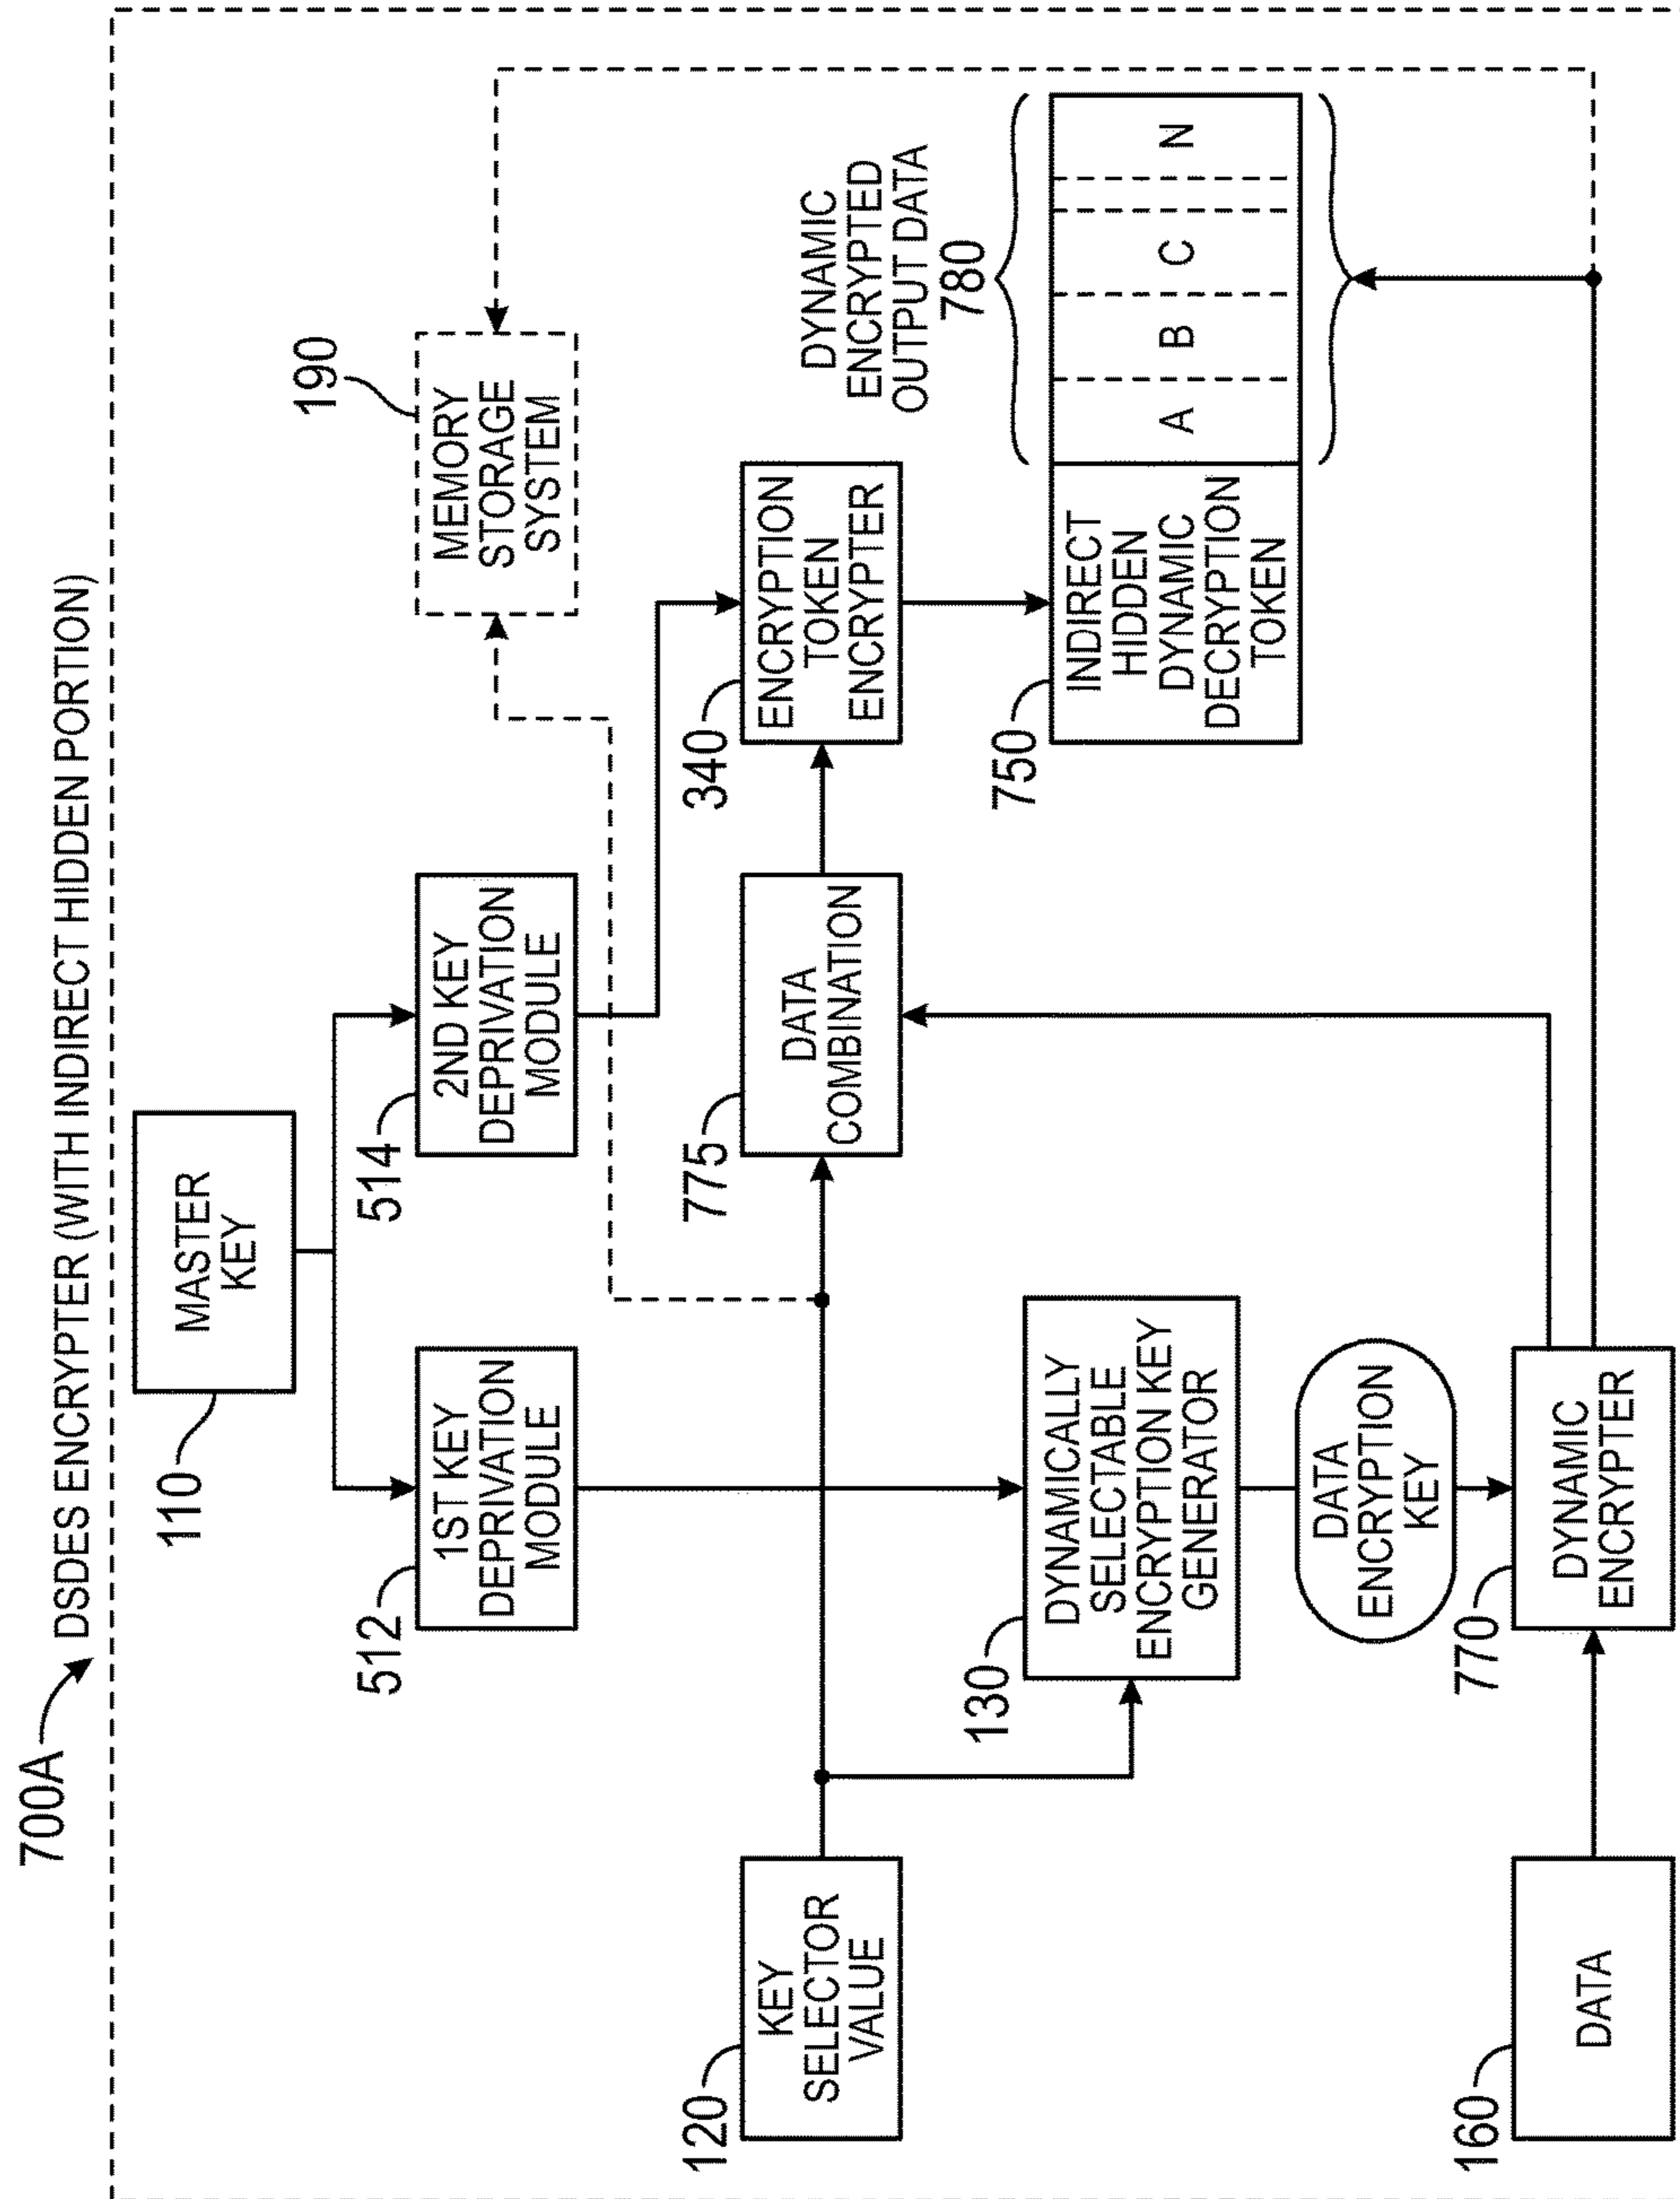 700A
DSDES ENCRYPTER (WITH INDIRECT HIDDEN PORTION)
110
MASTER
KEY
512
1ST KEY
DEPRIVATION
MODULE
514
2ND KEY
DEPRIVATION
MODULE
190
MEMORY
STORAGE
SYSTEM
120
KEY
SELECTOR
VALUE
775
DATA
COMBINATION
340
ENCRYPTION
TOKEN
ENCRYPTER
DYNAMIC
ENCRYPTED
OUTPUT DATA
780
130
DYNAMICALLY
SELECTABLE
ENCRYPTION KEY
GENERATOR
750
INDIRECT
HIDDEN
DYNAMIC
DECRYPTION
TOKEN
A B C N
DATA
ENCRYPTION
KEY
160
DATA
770
DYNAMIC
ENCRYPTER